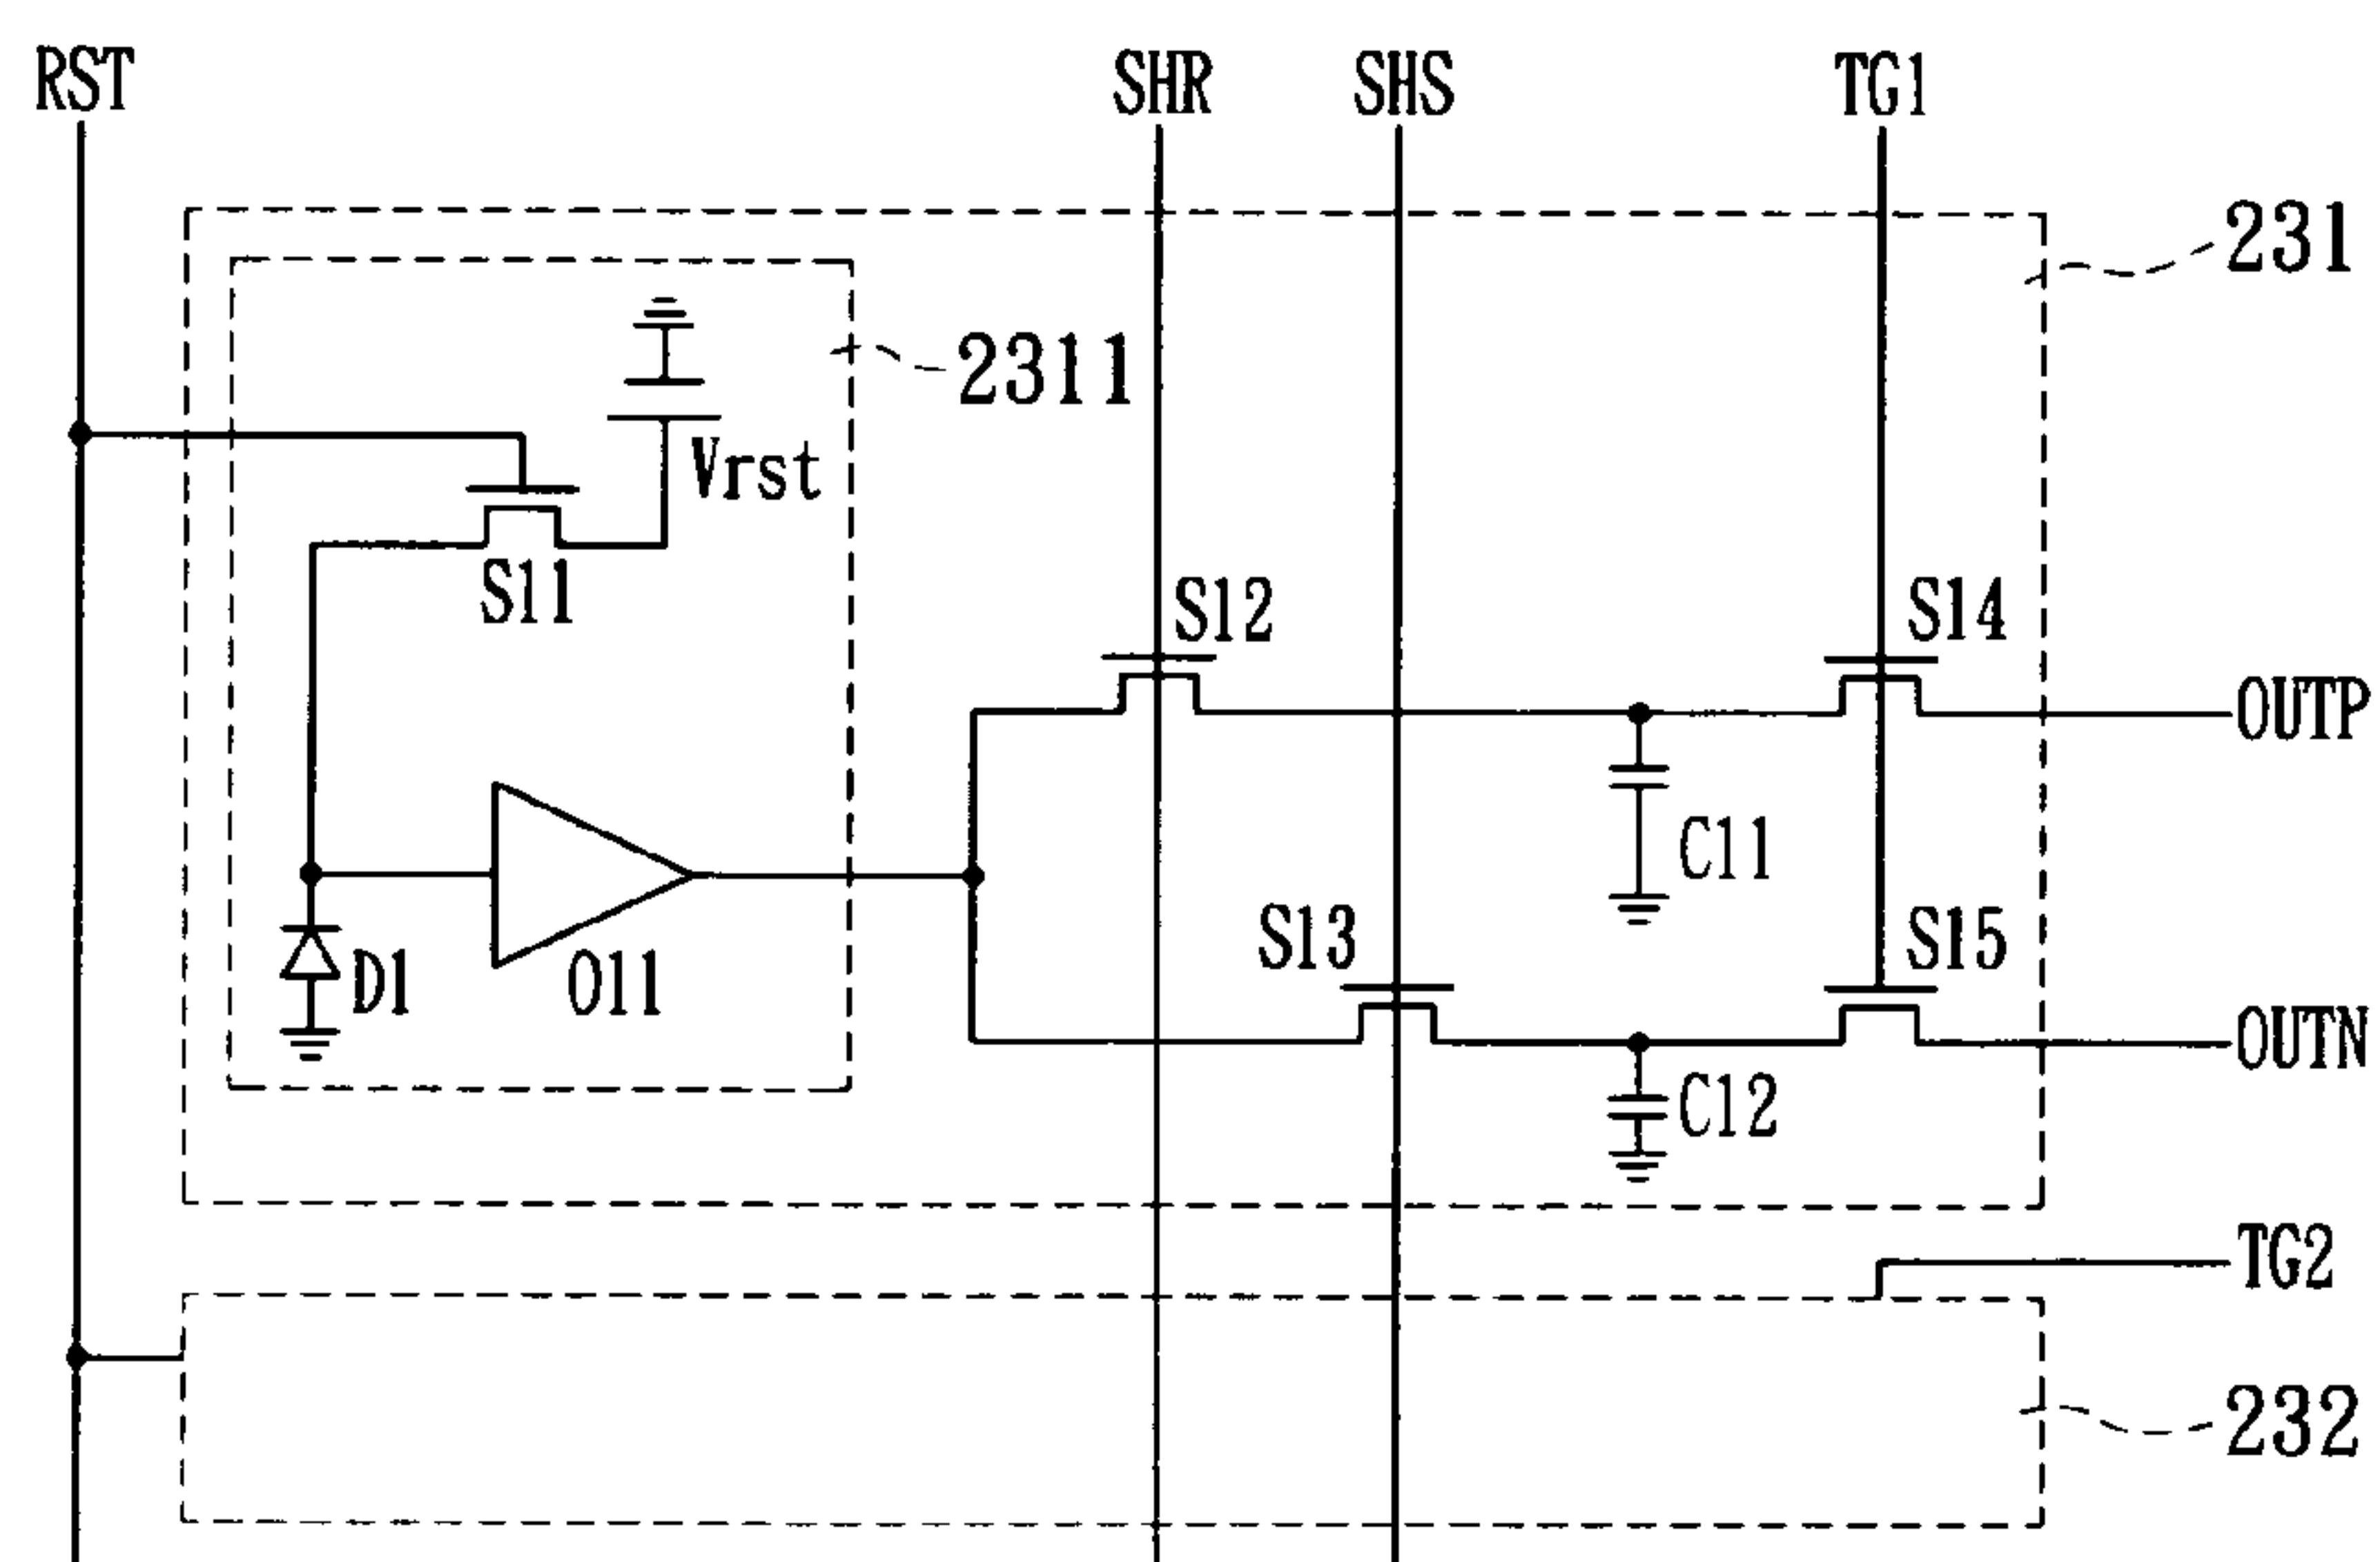 RST
SHR
SHS
TG1
231
2311
Vrst
S11
S12
S14
OUTP
C11
S13
S15
D1
O11
OUTN
C12
TG2
232